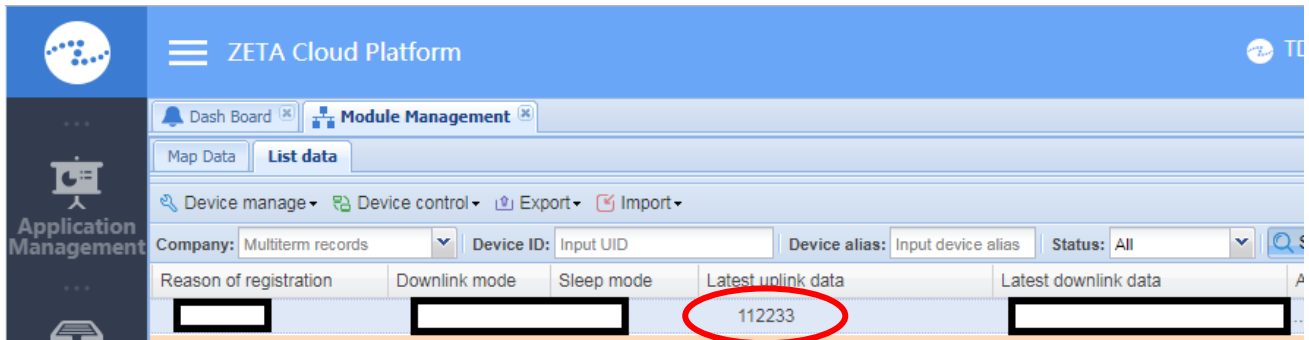 ZETA Cloud Platform
TD
Dash Board Module Management
Map Data List data
Device manage Device control Export Import
Application
Management
Company: Multiterm records Device ID: Input UID Device alias: Input device alias Status: All S
Reason of registration Downlink mode Sleep mode Latest uplink data Latest downlink data A
112233